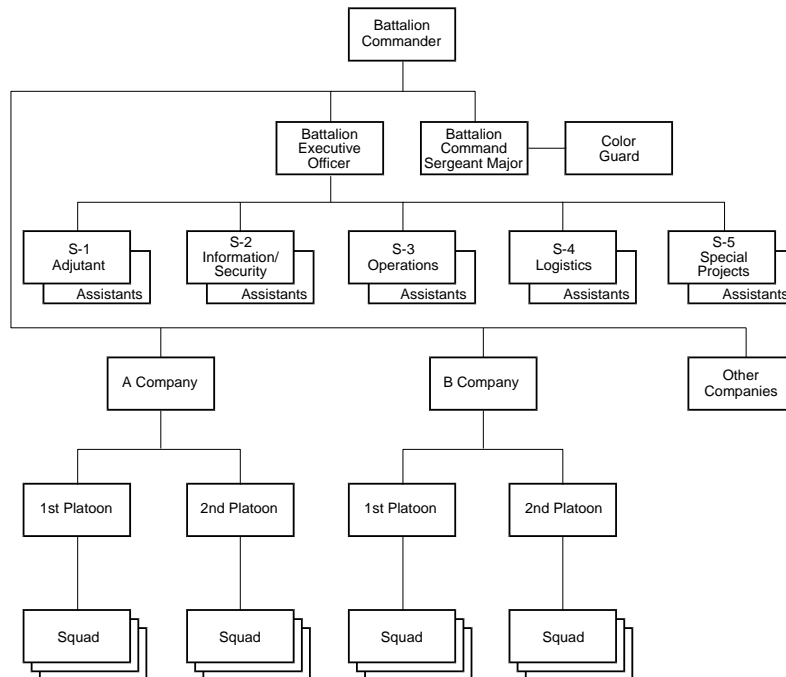 Battalion
Commander
Battalion
Executive
Officer
Battalion
Command
Sergeant Major
Color
Guard
S-1
Adjutant
Assistants
S-2
Information/
Security
Assistants
S-3
Operations
Assistants
S-4
Logistics
Assistants
S-5
Special
Projects
Assistants
A Company
B Company
Other
Companies
1st Platoon
2nd Platoon
1st Platoon
2nd Platoon
Squad
Squad
Squad
Squad